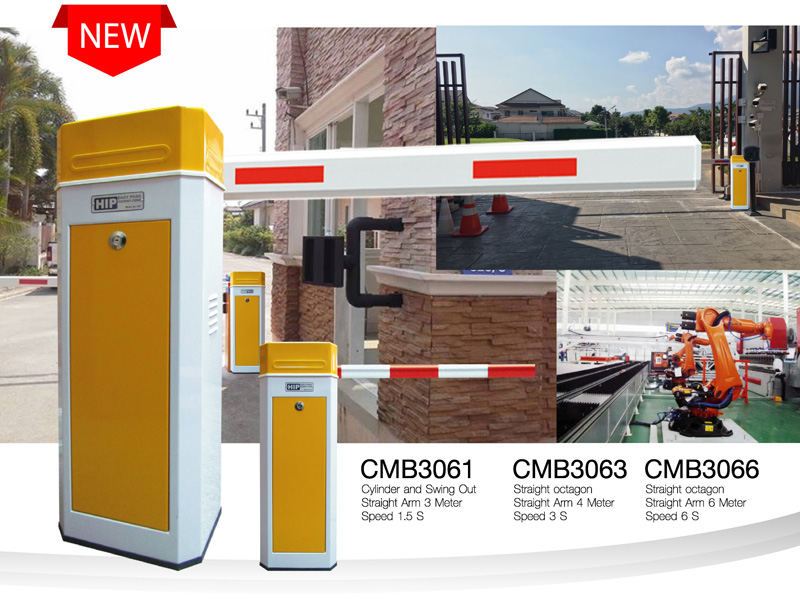 NEW
HIP
HIP
CMB3061
Cylinder and Swing Out
Straight Arm 3 Meter
Speed 1.5 S
CMB3063
Straight octagon
Straight Arm 4 Meter
Speed 3 S
CMB3066
Straight octagon
Straight Arm 6 Meter
Speed 6 S